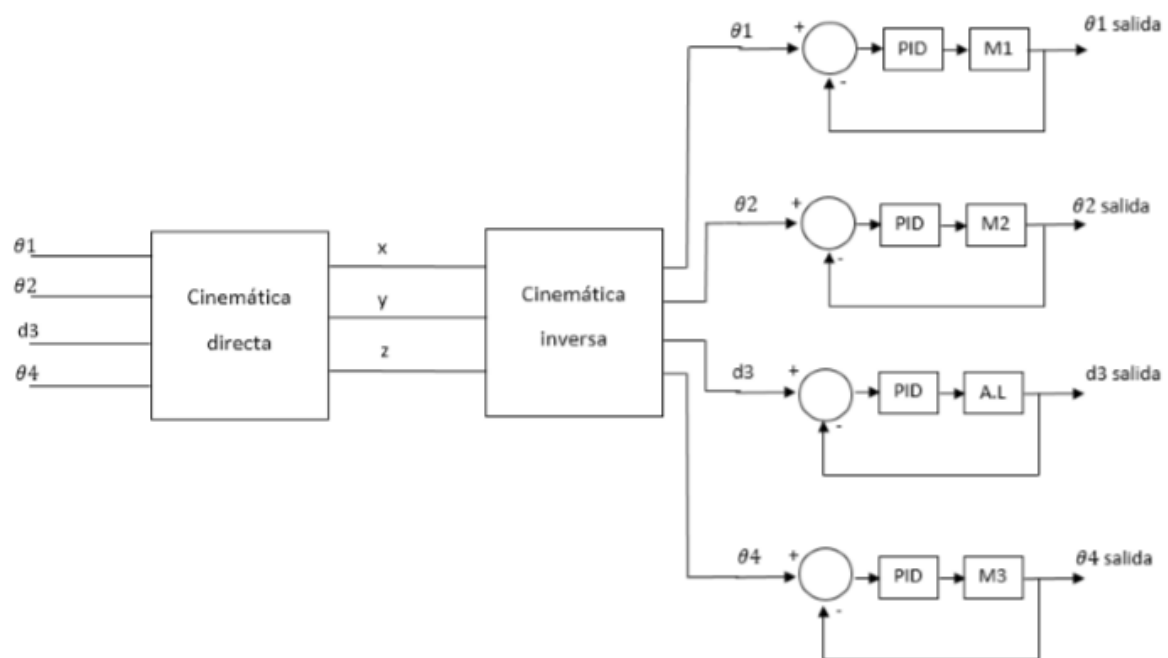 θ1
θ2
d3
θ4
Cinemática
directa
x
y
z
Cinemática
inversa
θ1
+
-
PID
M1
θ1 salida
θ2
+
-
PID
M2
θ2 salida
d3
+
-
PID
A.L
d3 salida
θ4
+
-
PID
M3
θ4 salida